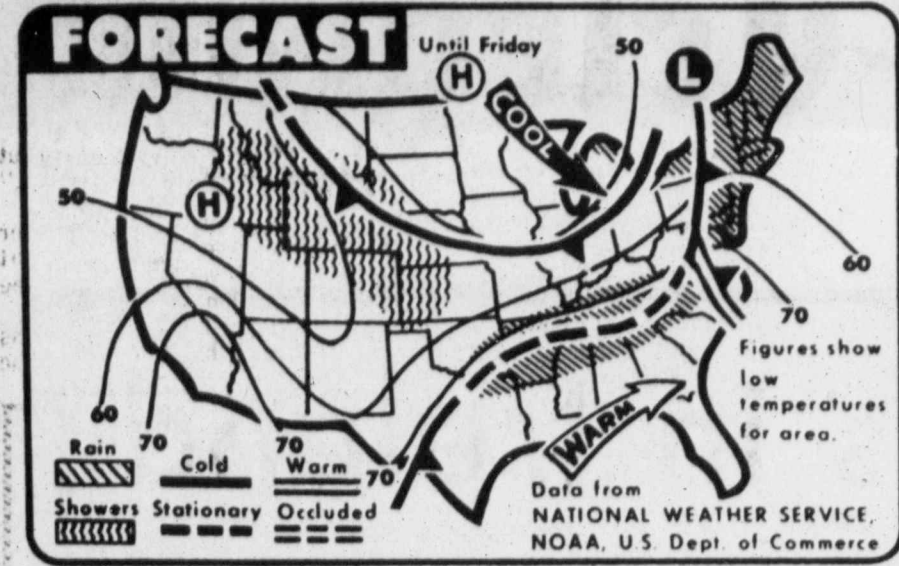 FORECAST
Until Friday
50
H
L
COOL
50
H
60
70
60
70
70
70
WARM
Figures show
low
temperatures
for area.
Rain
Cold
Warm
Showers
Stationary
Occluded
Data from
NATIONAL WEATHER SERVICE,
NOAA, U.S. Dept. of Commerce